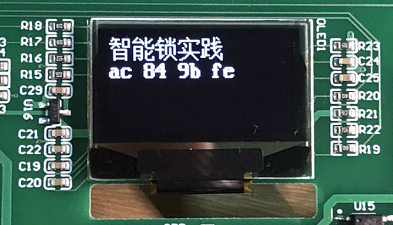 R18
R17
R16
R15
C29
U6
C21
C22
C19
C20
智能锁实践
ac 84 9b fe
OLED1
R23
C24
C25
R20
R21
R22
R19
U15